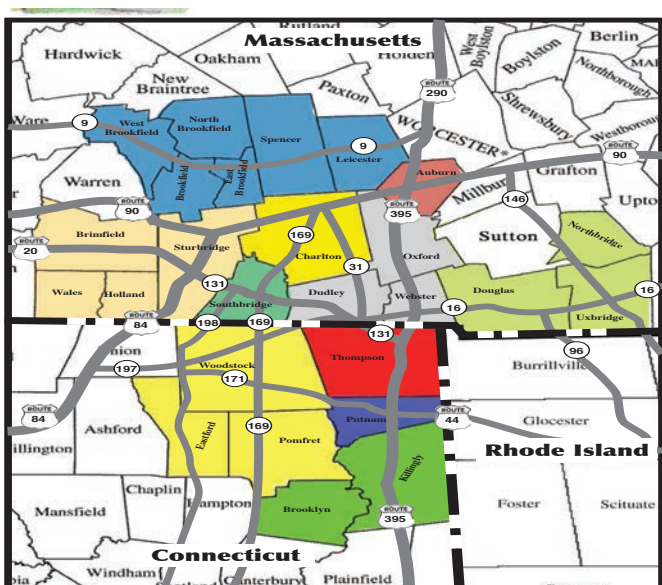 Massachusetts
Rutland
Holden
West
Boylston
Berlin
Hardwick
Oakham
Boylston
Northborough
New
Braintree
Paxton
ROUTE
290
Shrewsbury
Ware
9
West
Brookfield
North
Brookfield
Spencer
9
Leicester
WORCESTER*
Westboro
ROUTE
90
Warren
Brookfield
East
Brookfield
Auburn
Millbury
Grafton
Upto
ROUTE
90
ROUTE
395
146
Brimfield
Sturbridge
169
Charlton
31
Oxford
Sutton
Northbridge
ROUTE
20
Wales
Holland
131
Southbridge
Dudley
Webster
16
Douglas
Uxbridge
16
ROUTE
84
198
169
131
nion
197
Woodstock
171
Thompson
96
Burrillville
ROUTE
84
Ashford
Eastford
169
Pomfret
Putnam
ROUTE
44
Glocester
illington
Killingly
Rhode Island
Chaplin
Hampton
Mansfield
Brooklyn
ROUTE
395
Foster
Scituate
Connecticut
Windham
Canterbury
Plainfield